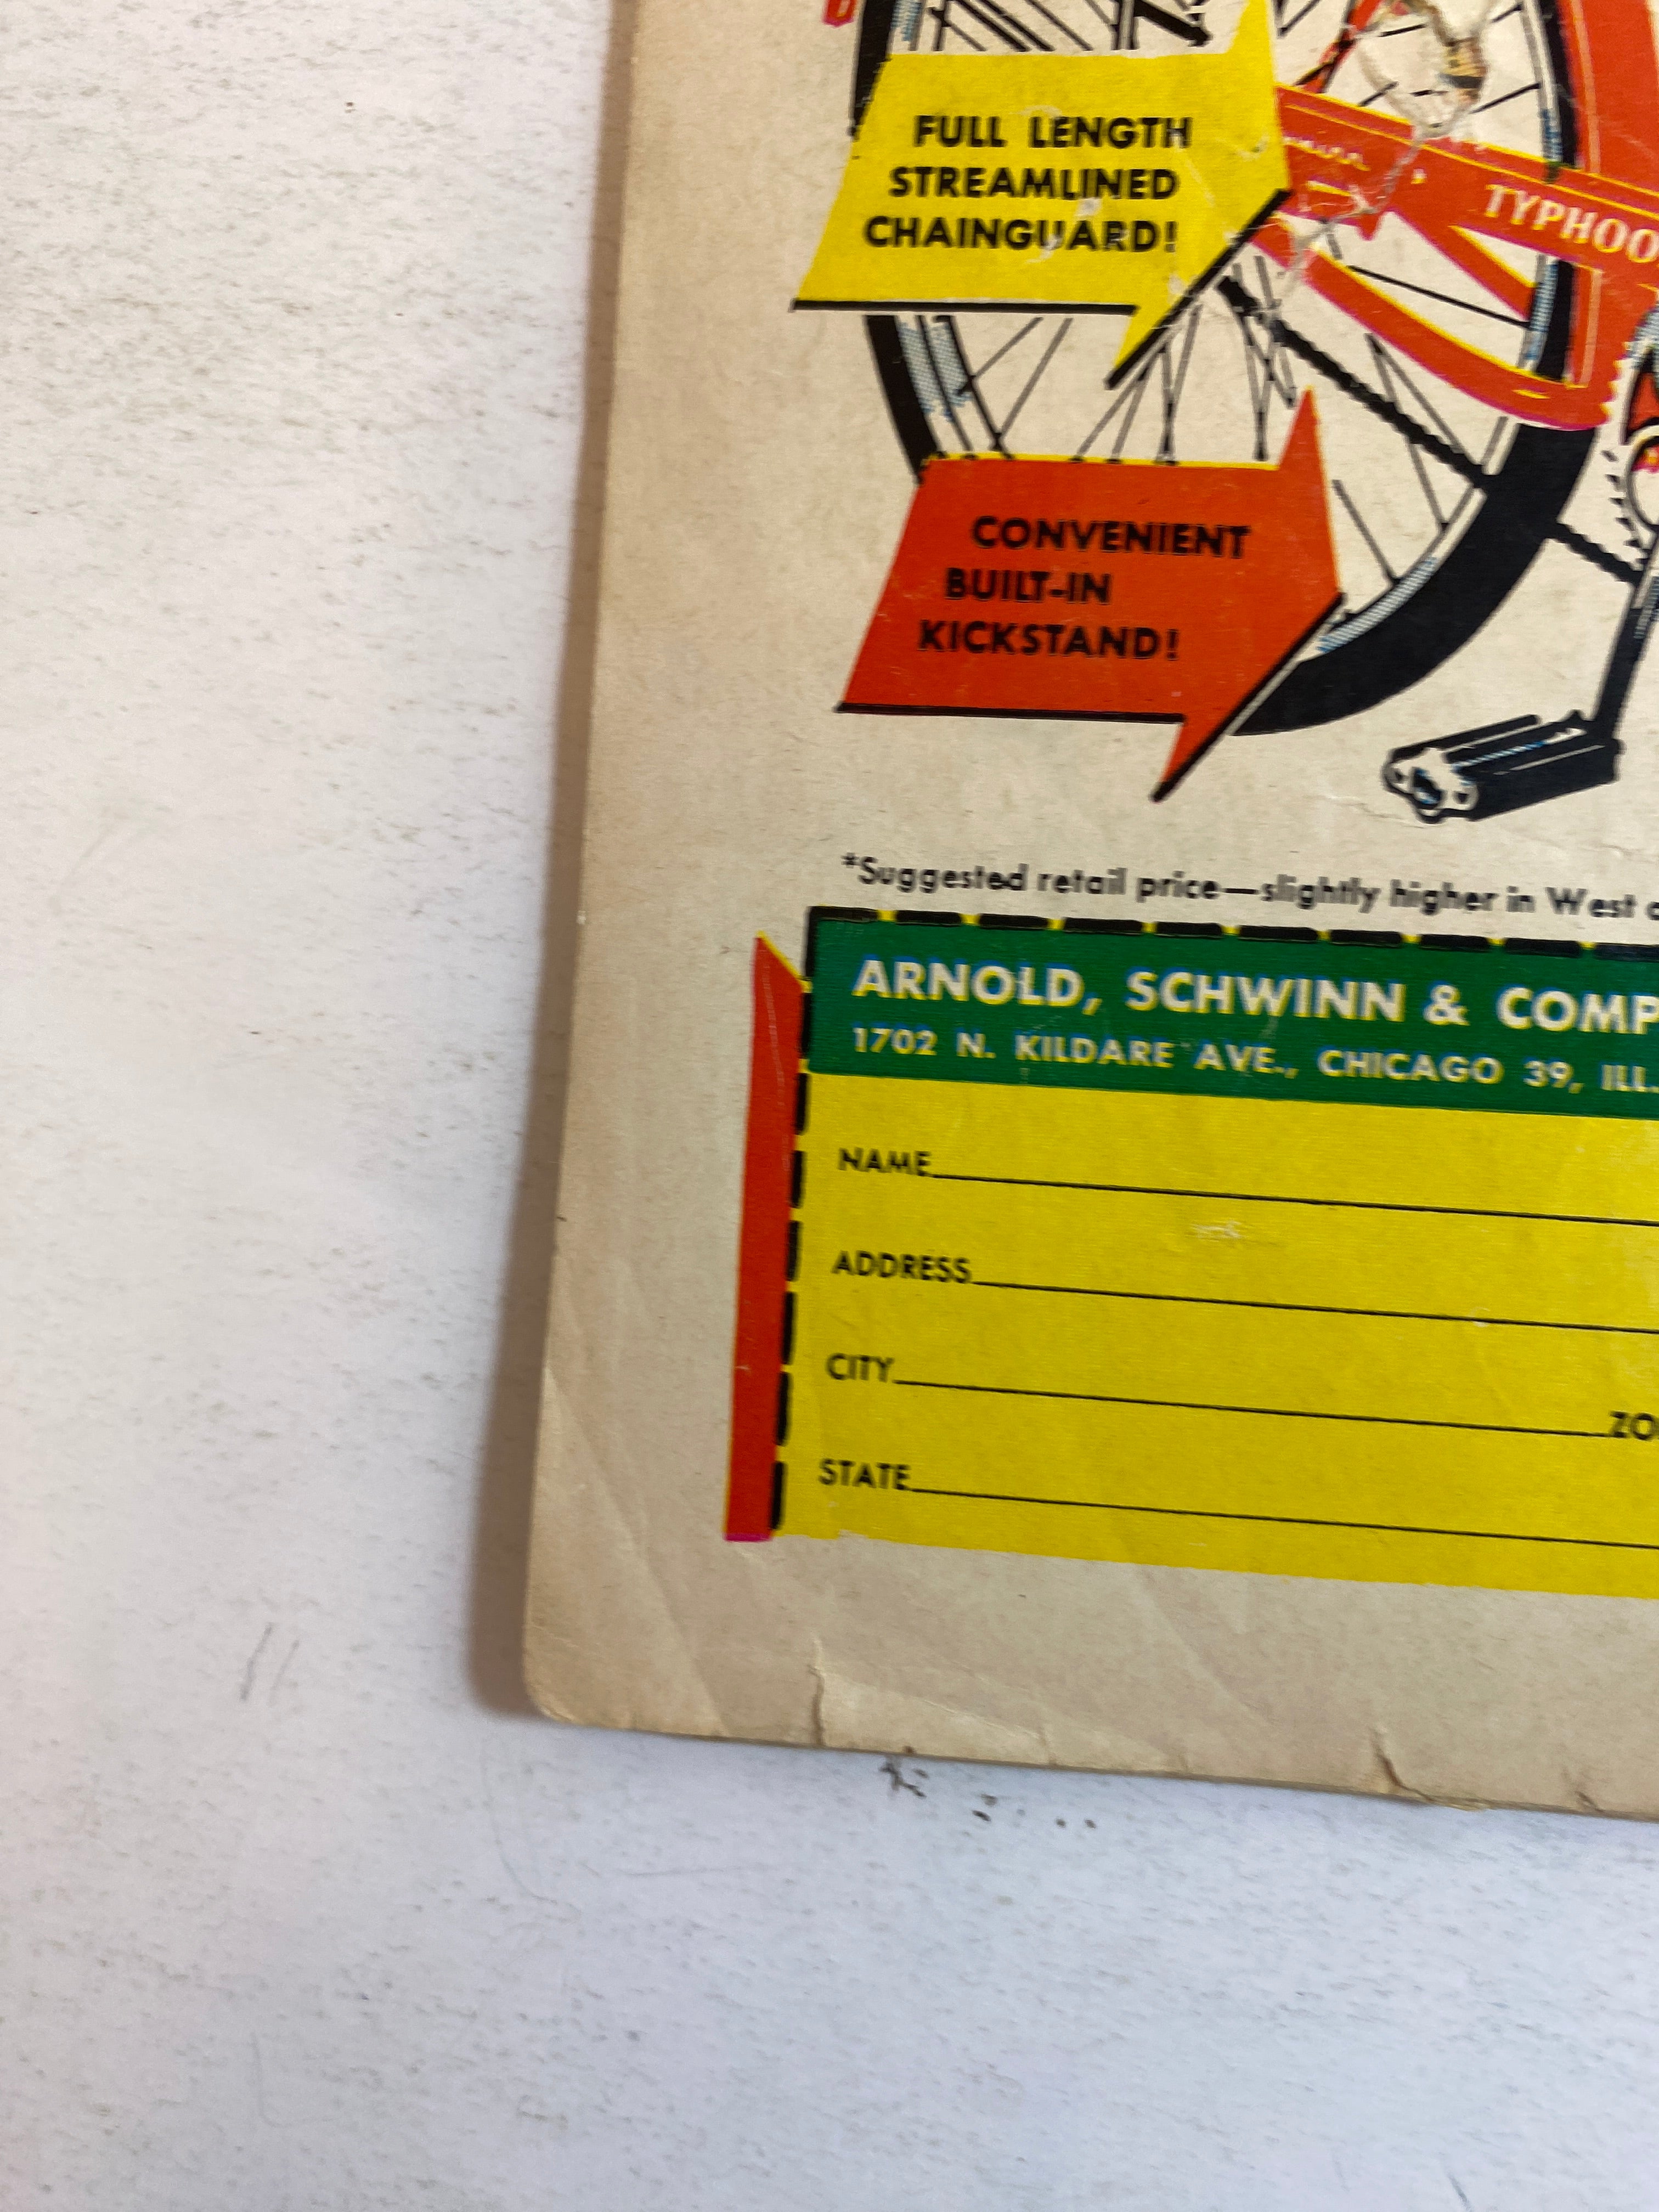 FULL LENGTH
STREAMLINED
CHAINGUARD!
TYPHOO
CONVENIENT
BUILT-IN
KICKSTAND!
*Suggested retail price—slightly higher in West
ARNOLD, SCHWINN & COMP
1702 N. KILDARE AVE., CHICAGO 39, ILL.
NAME
ADDRESS
CITY ZO
STATE